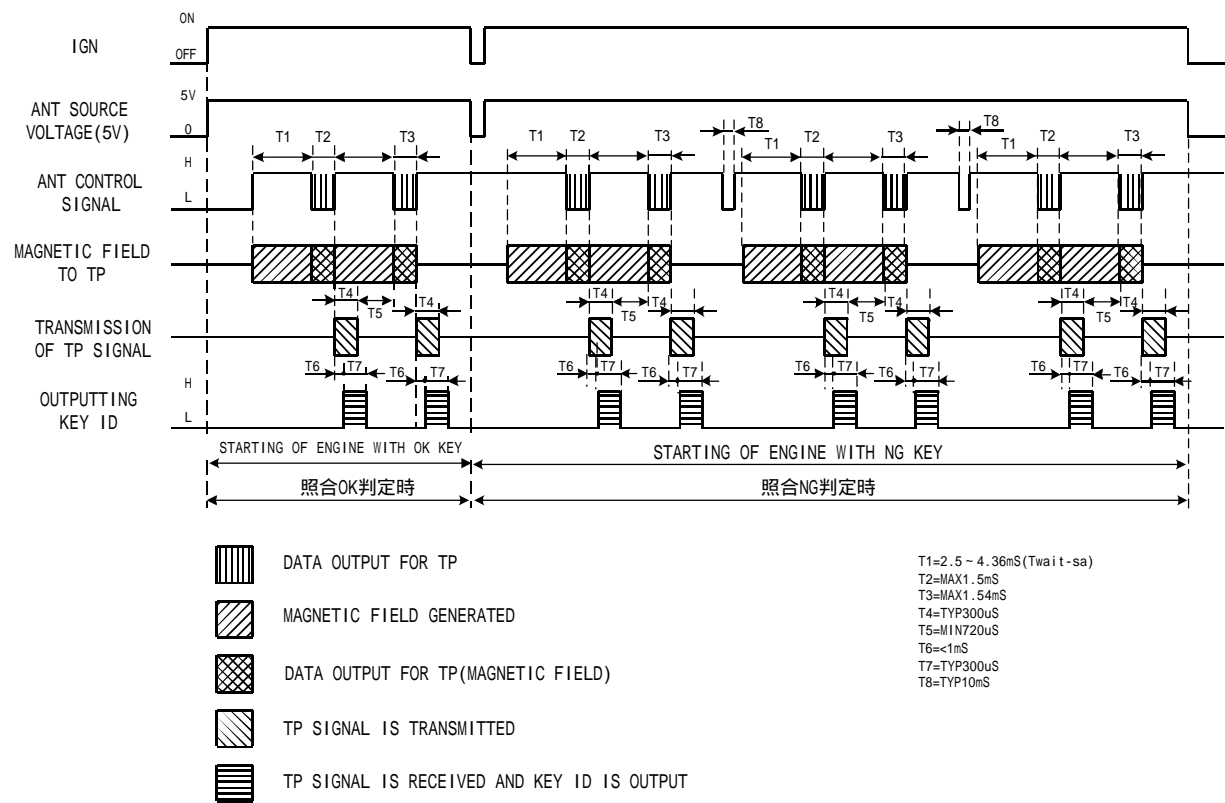 ON
IGN
OFF
5V
ANT SOURCE
VOLTAGE(5V)
0
T1 T2 T3 T1 T2 T3 T8 T1 T2 T3 T8 T1 T2 T3
H
ANT CONTROL
SIGNAL
L
MAGNETIC FIELD
TO TP
T4 T4 T4 T4 T4 T4 T4 T4
T5 T5 T5 T5
TRANSMISSION
OF TP SIGNAL
T6 T7 T6 T7 T6 T7 T6 T7 T6 T7 T6 T7 T6 T7 T6 T7
H
OUTPUTTING
KEY ID
L
STARTING OF ENGINE WITH OK KEY
STARTING OF ENGINE WITH NG KEY
照合OK判定時
照合NG判定時
DATA OUTPUT FOR TP
MAGNETIC FIELD GENERATED
DATA OUTPUT FOR TP(MAGNETIC FIELD)
TP SIGNAL IS TRANSMITTED
TP SIGNAL IS RECEIVED AND KEY ID IS OUTPUT
T1=2.5~4.36mS(Twait-sa)
T2=MAX1.5mS
T3=MAX1.54mS
T4=TYP300uS
T5=MIN720uS
T6=<1mS
T7=TYP300uS
T8=TYP10mS